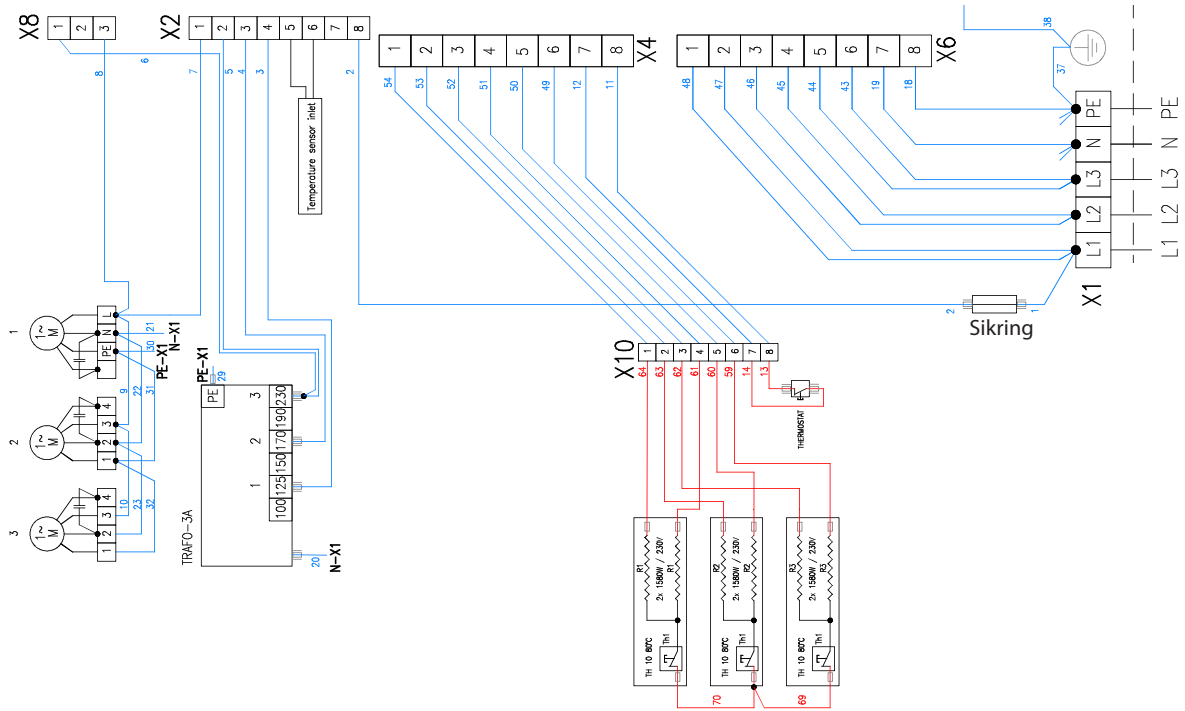 X8
1
2
3
X2
1
2
3
4
5
6
7
8
1
2
3
4
5
6
7
8
X4
1
2
3
4
5
6
7
8
X6
38
37
8
6
7
5
4
3
2
54
53
52
51
50
49
12
11
48
47
46
45
44
43
19
18
Temperature sensor inlet
PE
N
L3
L2
L1
PE
N
L3
L2
L1
X1
2
1
Sikring
1
1~
M
L
N
PE
21
N-X1
30
PE-X1
9
22
31
2
1~
M
4
3
2
1
10
23
32
3
1~
M
4
3
2
1
PE-X1
29
PE
3
2
1
230
190
170
150
125
100
TRAFO-3A
20
N-X1
X10
1
2
3
4
5
6
7
8
64
63
62
61
60
59
14
13
THERMOSTAT
R1
R1
2x 1580W / 230V
TH 10 80°C
Th1
R2
R2
2x 1580W / 230V
TH 10 80°C
Th1
R3
R3
2x 1580W / 230V
TH 10 80°C
Th1
70
69